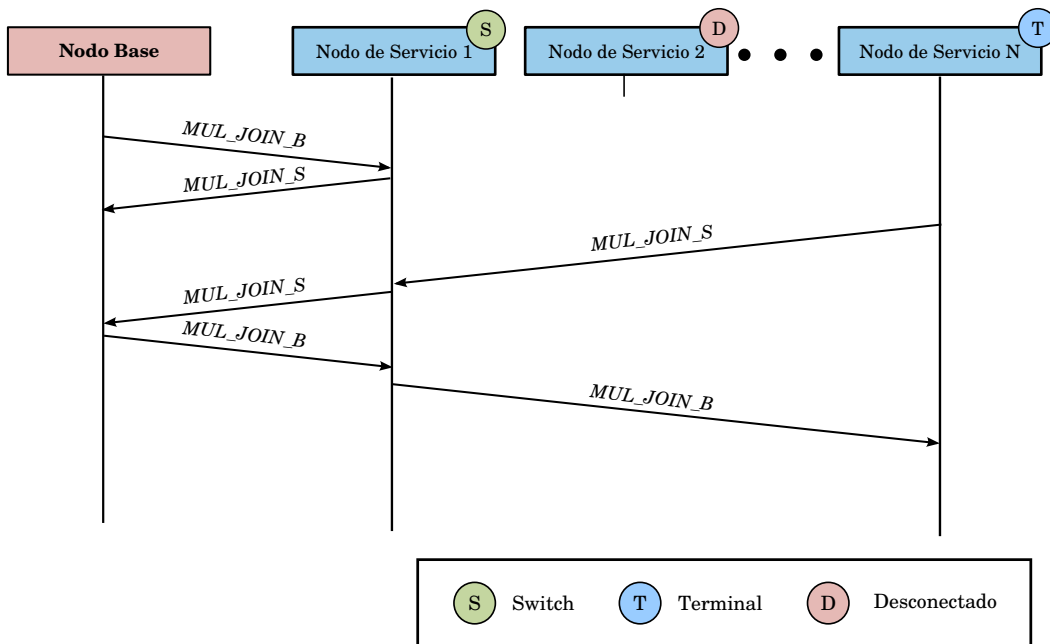 S
D
T
Nodo Base
Nodo de Servicio 1
Nodo de Servicio 2
Nodo de Servicio N
MUL_JOIN_B
MUL_JOIN_S
MUL_JOIN_S
MUL_JOIN_S
MUL_JOIN_B
MUL_JOIN_B
S Switch
T Terminal
D Desconectado